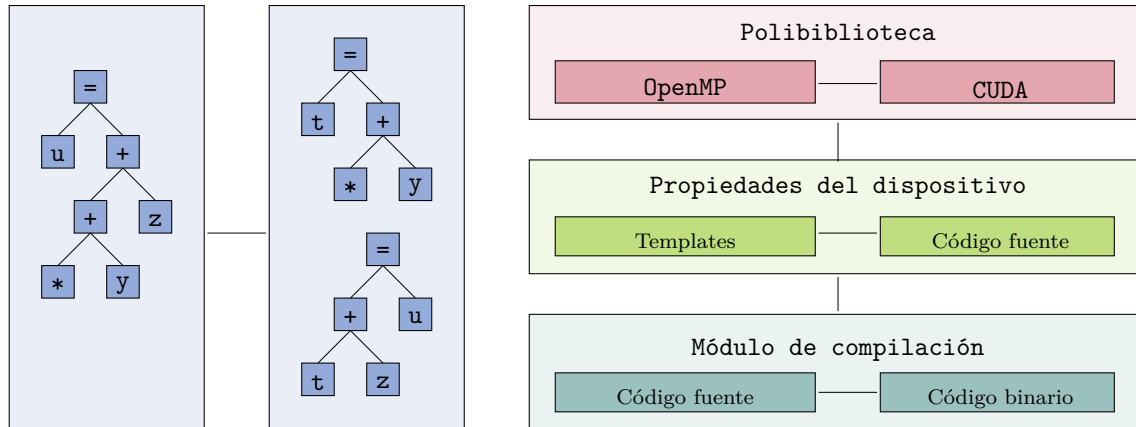 =
u +
+ z
* y
=
t +
* y
=
+ u
t z
Polibiblioteca
OpenMP CUDA
Propiedades del dispositivo
Templates Código fuente
Módulo de compilación
Código fuente Código binario